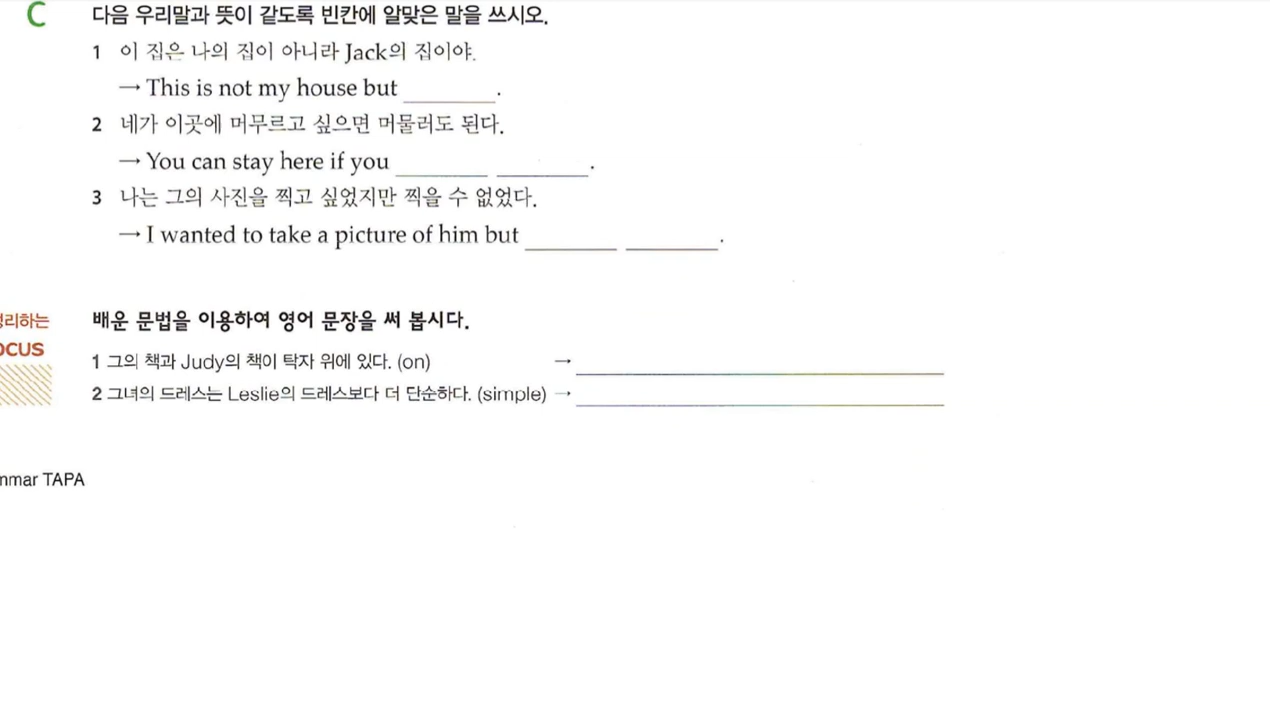 C 다음 우리말과 뜻이 같도록 빈칸에 알맞은 말을 쓰시오.
1 이 집은 나의 집이 아니라 Jack의 집이야.
→ This is not my house but ________.
2 네가 이곳에 머무르고 싶으면 머물러도 된다.
→ You can stay here if you ________ ________.
3 나는 그의 사진을 찍고 싶었지만 찍을 수 없었다.
→ I wanted to take a picture of him but ________ ________.
리하는 배운 문법을 이용하여 영어 문장을 써 봅시다.
OCUS
1 그의 책과 Judy의 책이 탁자 위에 있다. (on) → ________
2 그녀의 드레스는 Leslie의 드레스보다 더 단순하다. (simple) → ________
mmar TAPA